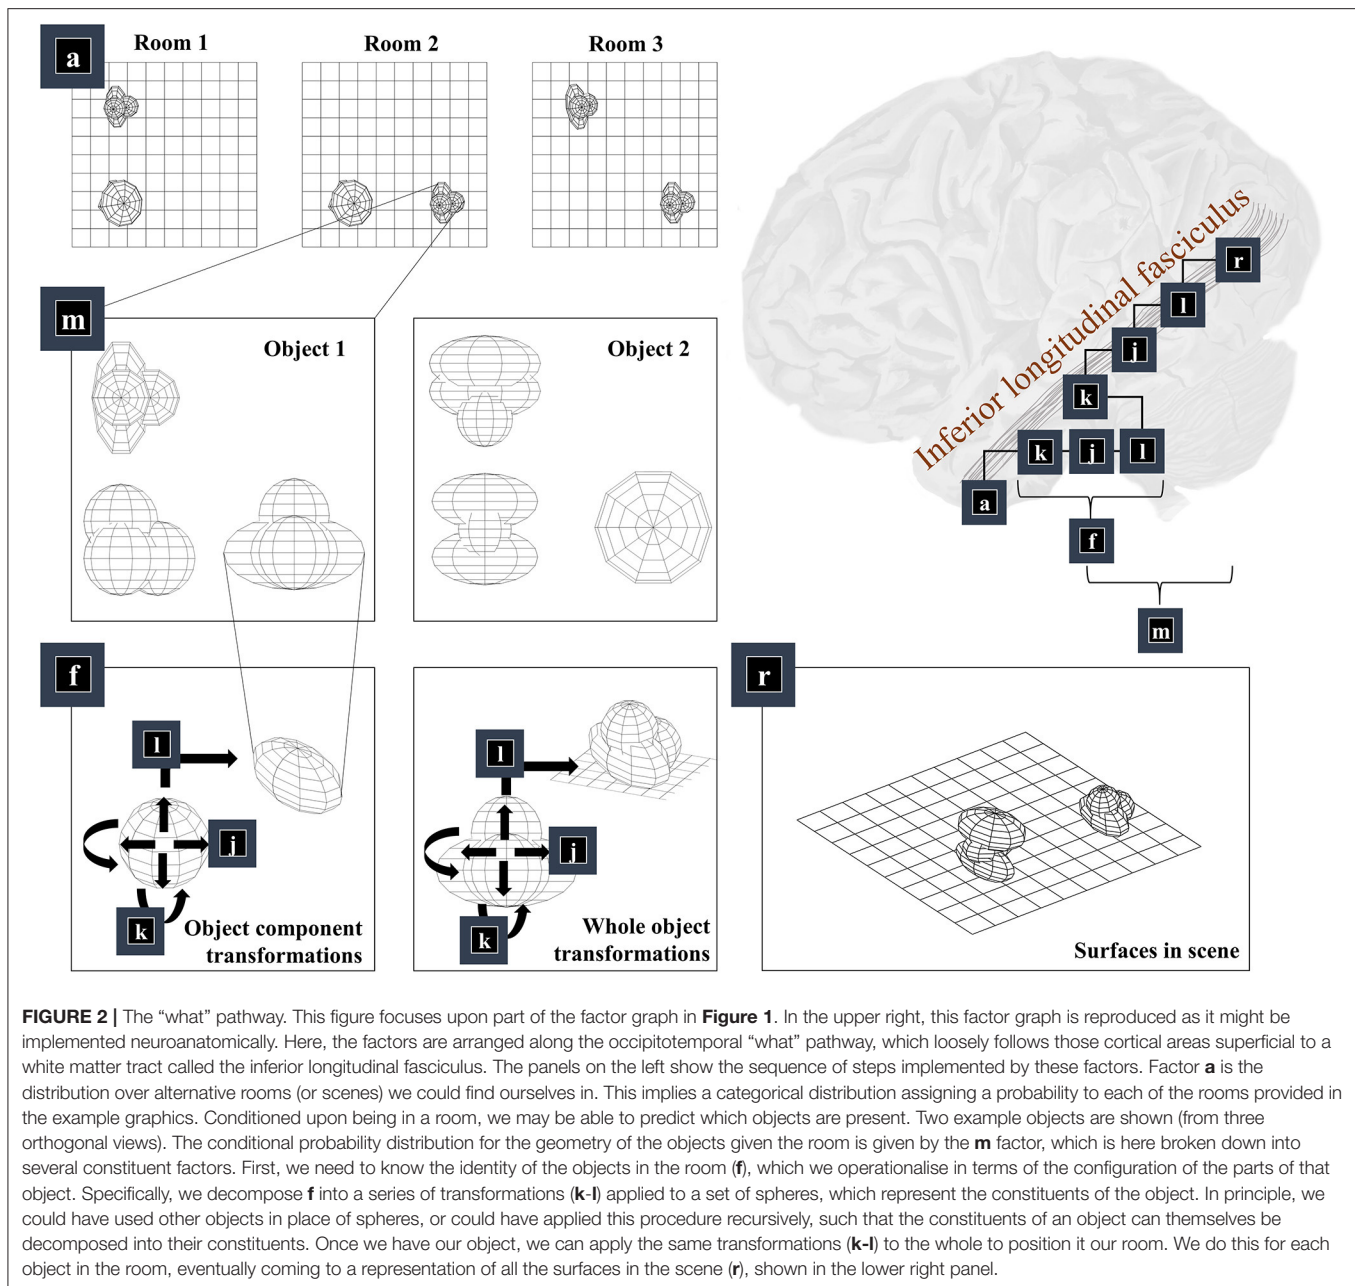 a
Room 1
Room 2
Room 3
m
Object 1
Object 2
Inferior longitudinal fasciculus
r
l
j
k
k
j
l
a
f
m
f
l
j
k
Object component
transformations
l
j
k
Whole object
transformations
r
Surfaces in scene
FIGURE 2 | The “what” pathway. This figure focuses upon part of the factor graph in Figure 1. In the upper right, this factor graph is reproduced as it might be
implemented neuroanatomically. Here, the factors are arranged along the occipitotemporal “what” pathway, which loosely follows those cortical areas superficial to a
white matter tract called the inferior longitudinal fasciculus. The panels on the left show the sequence of steps implemented by these factors. Factor a is the
distribution over alternative rooms (or scenes) we could find ourselves in. This implies a categorical distribution assigning a probability to each of the rooms provided in
the example graphics. Conditioned upon being in a room, we may be able to predict which objects are present. Two example objects are shown (from three
orthogonal views). The conditional probability distribution for the geometry of the objects given the room is given by the m factor, which is here broken down into
several constituent factors. First, we need to know the identity of the objects in the room (f), which we operationalise in terms of the configuration of the parts of that
object. Specifically, we decompose f into a series of transformations (k-l) applied to a set of spheres, which represent the constituents of the object. In principle, we
could have used other objects in place of spheres, or could have applied this procedure recursively, such that the constituents of an object can themselves be
decomposed into their constituents. Once we have our object, we can apply the same transformations (k-l) to the whole to position it our room. We do this for each
object in the room, eventually coming to a representation of all the surfaces in the scene (r), shown in the lower right panel.